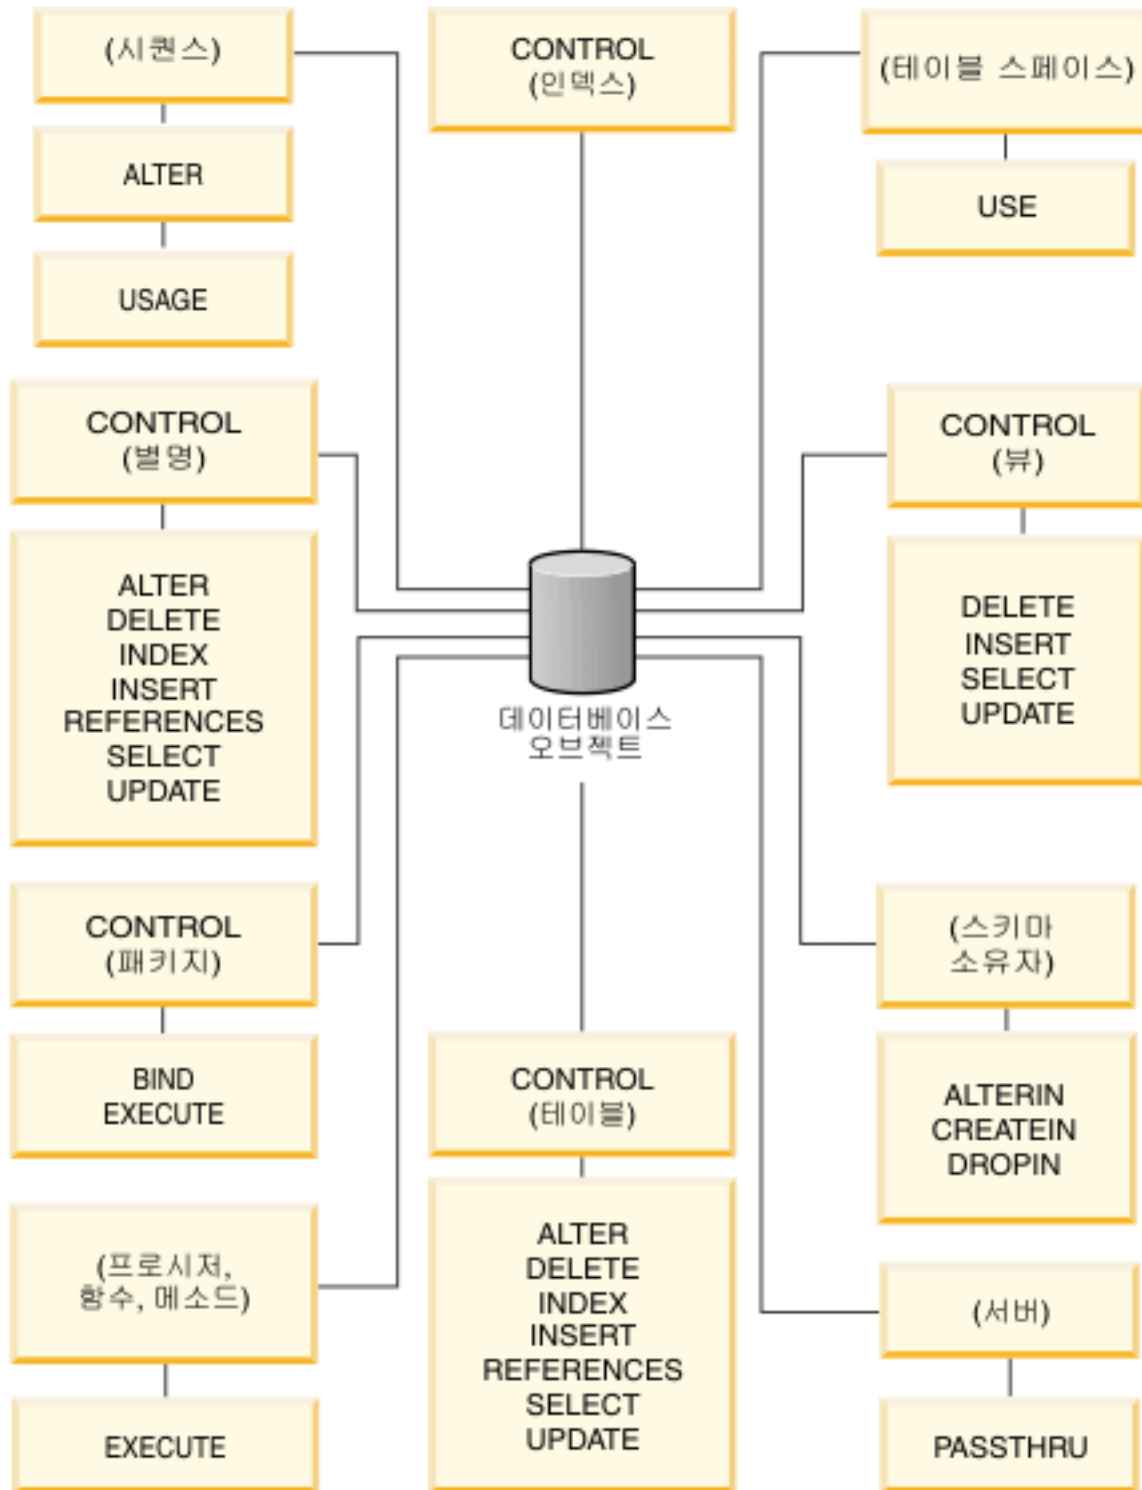 (시퀀스)
ALTER
USAGE
CONTROL
(인덱스)
(테이블 스페이스)
USE
CONTROL
(별명)
ALTER
DELETE
INDEX
INSERT
REFERENCES
SELECT
UPDATE
CONTROL
(뷰)
DELETE
INSERT
SELECT
UPDATE
데이터베이스
오브젝트
CONTROL
(패키지)
BIND
EXECUTE
(스키마
소유자)
ALTERIN
CREATEIN
DROPIN
CONTROL
(테이블)
ALTER
DELETE
INDEX
INSERT
REFERENCES
SELECT
UPDATE
(프로시저,
함수, 메소드)
EXECUTE
(서버)
PASSTHRU